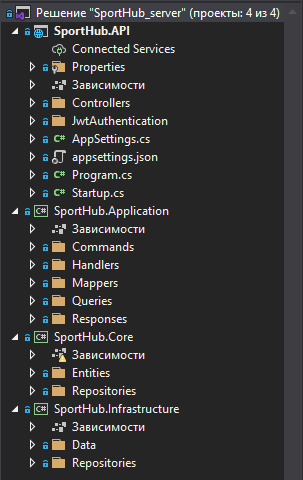 Решение "SportHub_server" (проекты: 4 из 4)
SportHub.API
Connected Services
Properties
Зависимости
Controllers
JwtAuthentication
C# AppSettings.cs
appsettings.json
C# Program.cs
C# Startup.cs
C# SportHub.Application
Зависимости
Commands
Handlers
Mappers
Queries
Responses
C# SportHub.Core
Зависимости
Entities
Repositories
C# SportHub.Infrastructure
Зависимости
Data
Repositories